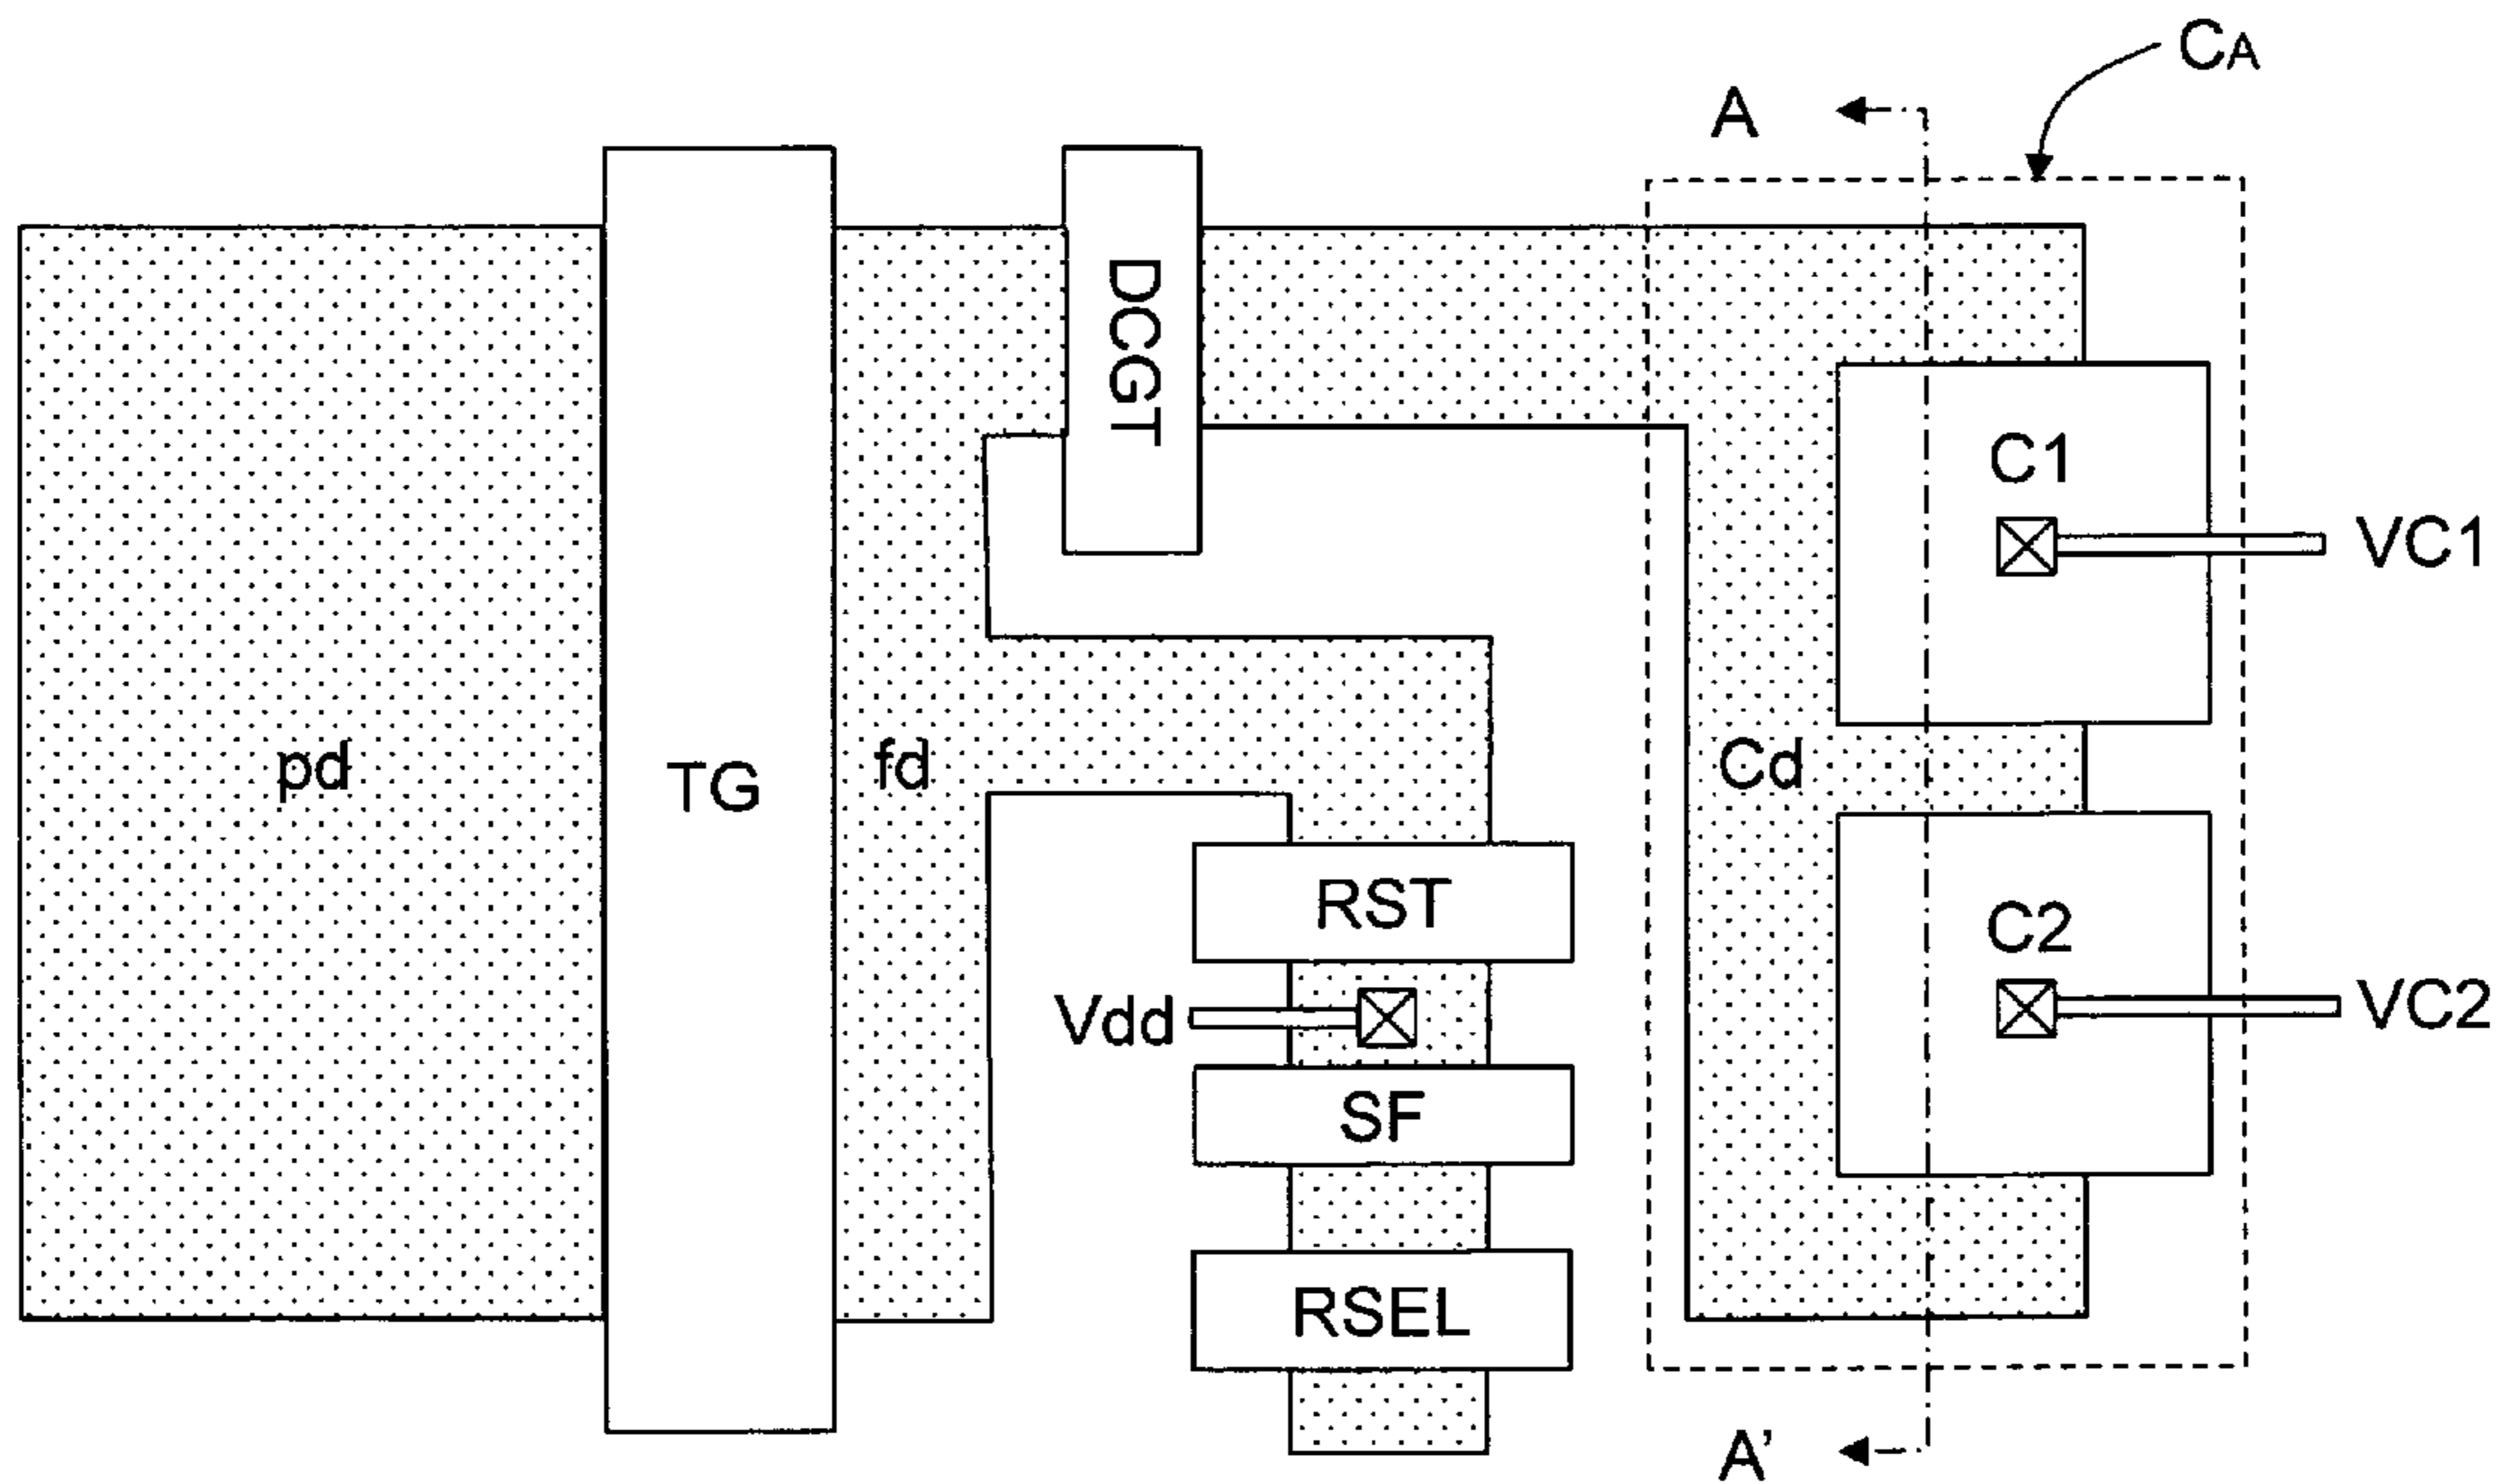 CA
A
DCGT
C1
VC1
pd
TG
fd
Cd
RST
C2
Vdd
VC2
SF
RSEL
A'